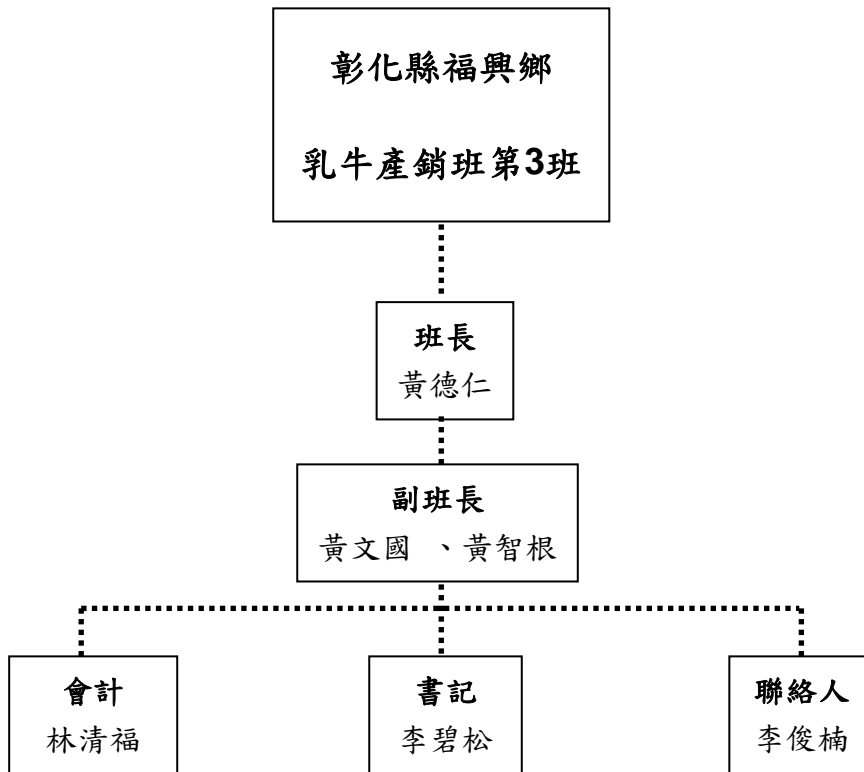 彰化縣福興鄉
乳牛產銷班第3班
班長
黃德仁
副班長
黃文國 、黃智根
會計
林清福
書記
李碧松
聯絡人
李俊楠